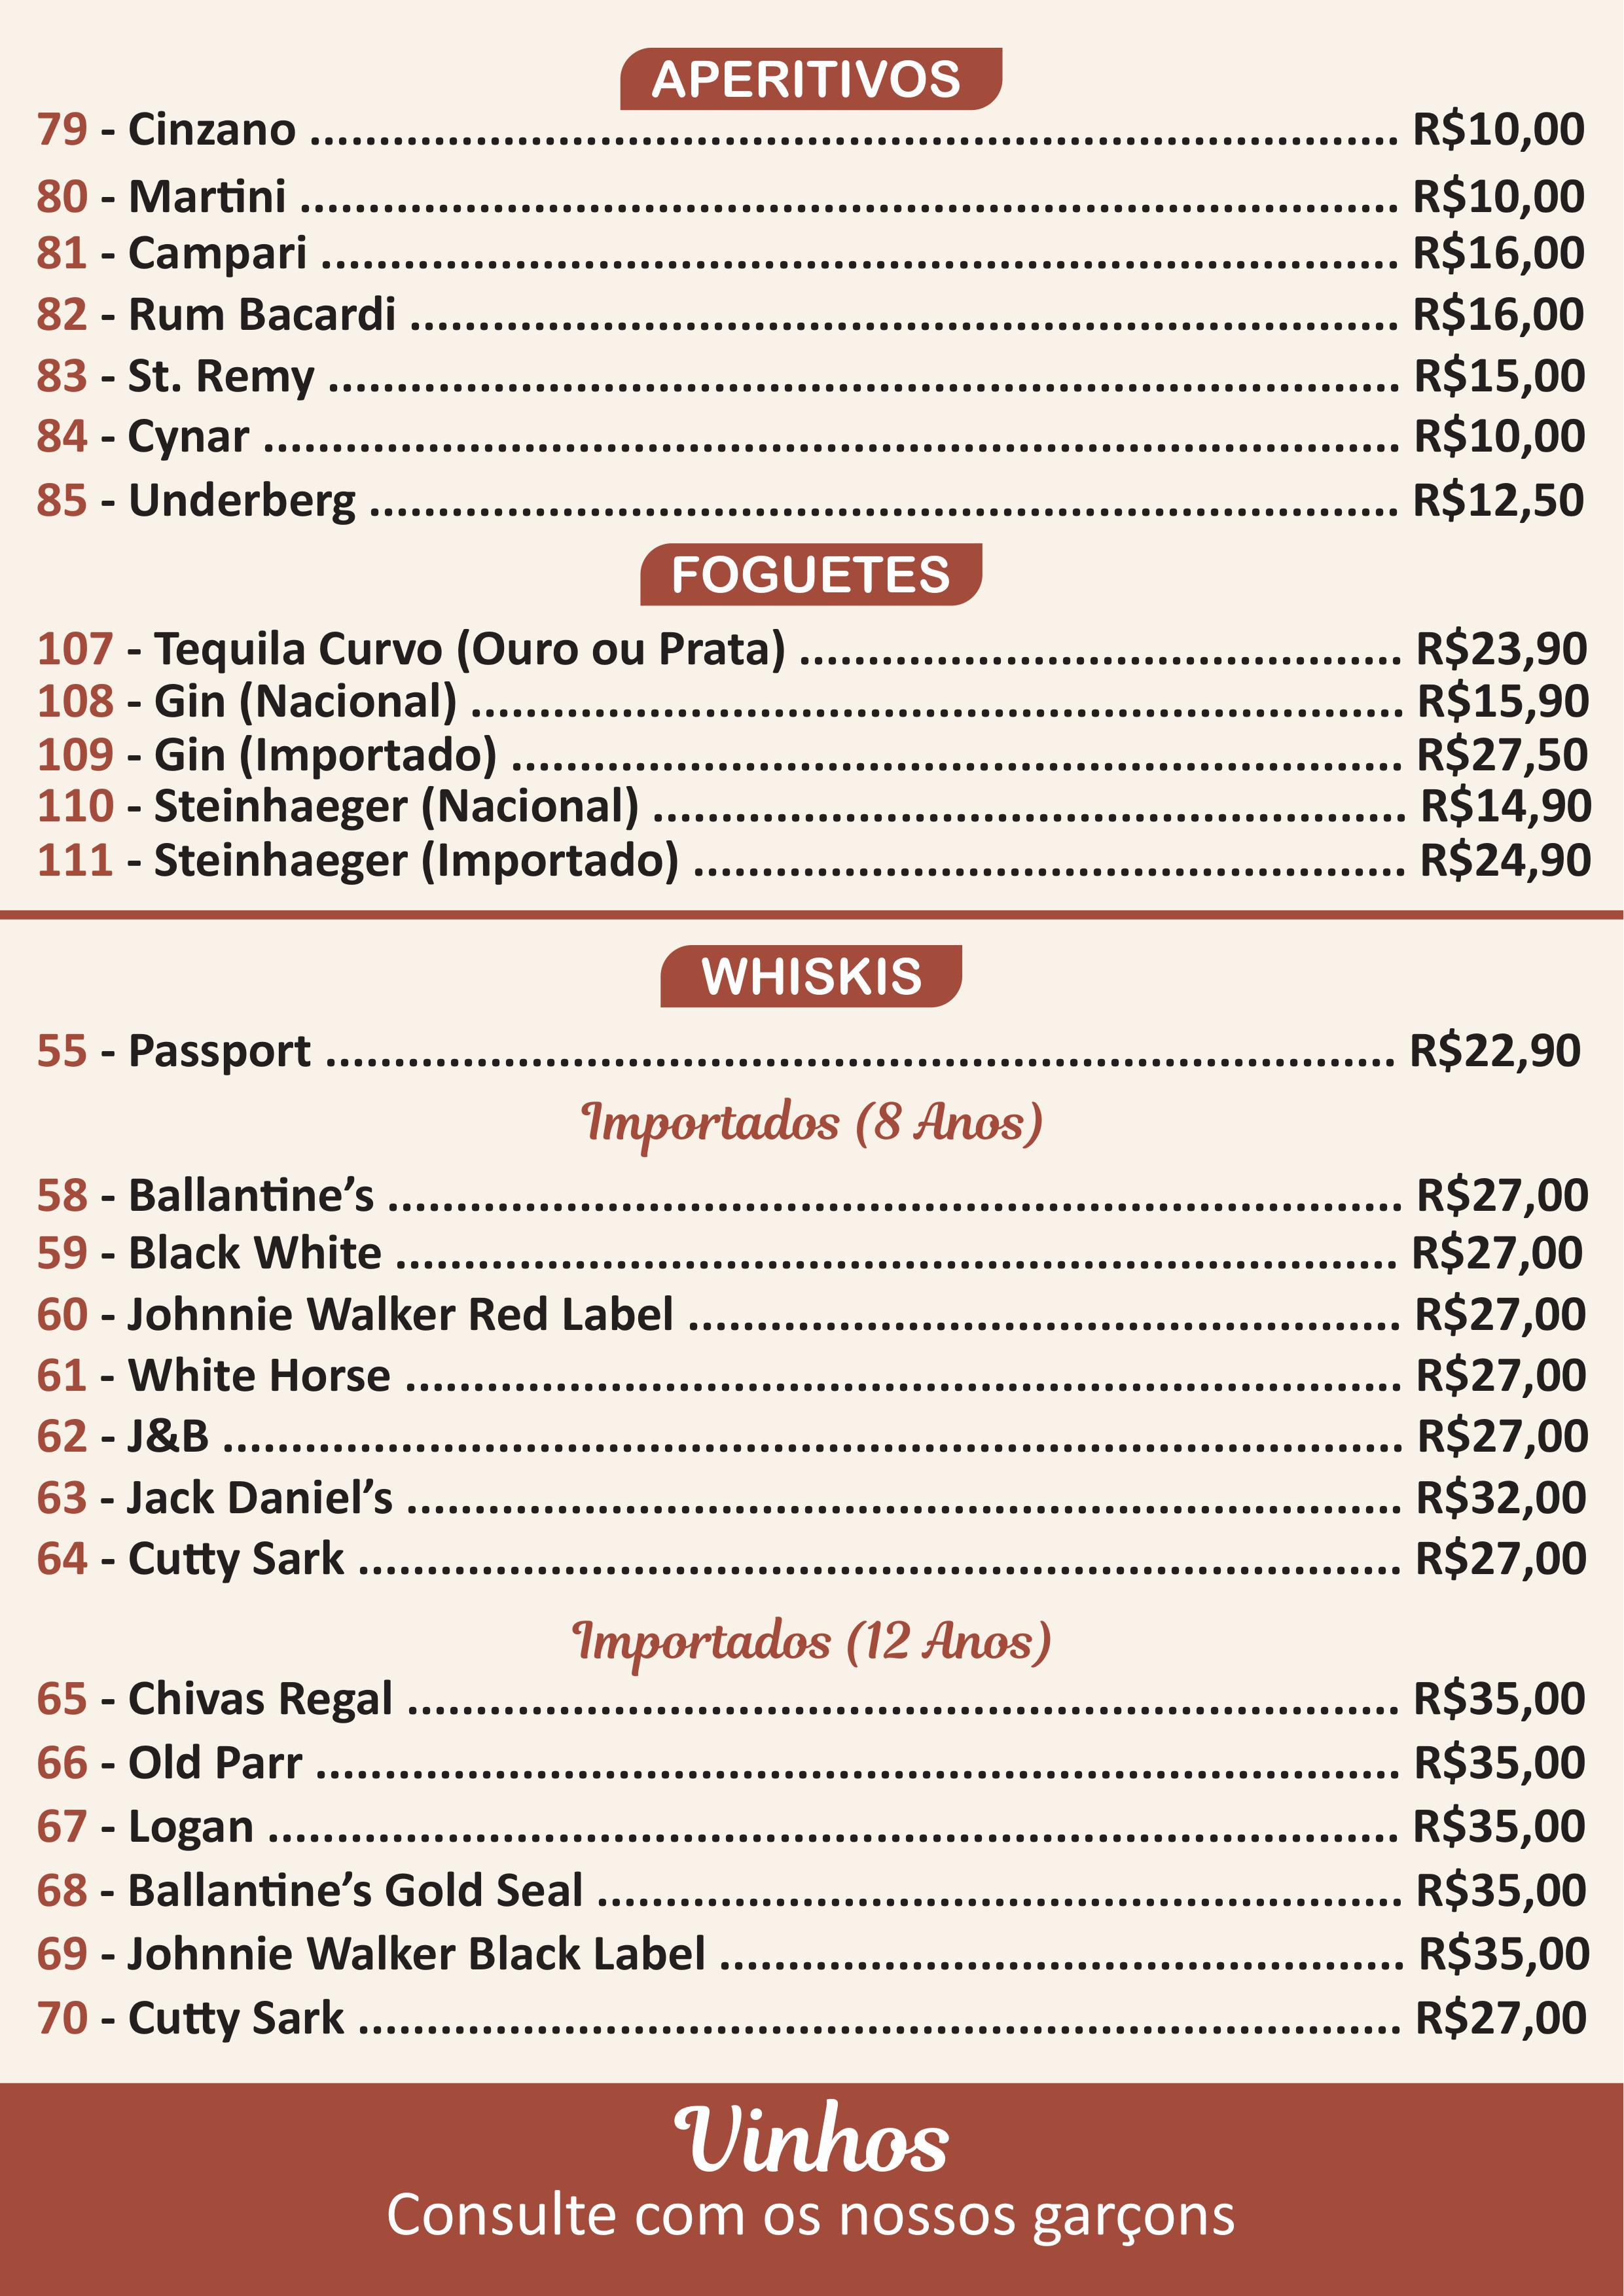 APERITIVOS
79 - Cinzano ........................................ R$10,00
80 - Martini ........................................ R$10,00
81 - Campari ........................................ R$16,00
82 - Rum Bacardi ........................................ R$16,00
83 - St. Remy ........................................ R$15,00
84 - Cynar ........................................ R$10,00
85 - Underberg ........................................ R$12,50
FOGUETES
107 - Tequila Curvo (Ouro ou Prata) ........................................ R$23,90
108 - Gin (Nacional) ........................................ R$15,90
109 - Gin (Importado) ........................................ R$27,50
110 - Steinhaeger (Nacional) ........................................ R$14,90
111 - Steinhaeger (Importado) ........................................ R$24,90
WHISKIS
55 - Passport ........................................ R$22,90
Importados (8 Anos)
58 - Ballantine’s ........................................ R$27,00
59 - Black White ........................................ R$27,00
60 - Johnnie Walker Red Label ........................................ R$27,00
61 - White Horse ........................................ R$27,00
62 - J&B ........................................ R$27,00
63 - Jack Daniel’s ........................................ R$32,00
64 - Cutty Sark ........................................ R$27,00
Importados (12 Anos)
65 - Chivas Regal ........................................ R$35,00
66 - Old Parr ........................................ R$35,00
67 - Logan ........................................ R$35,00
68 - Ballantine’s Gold Seal ........................................ R$35,00
69 - Johnnie Walker Black Label ........................................ R$35,00
70 - Cutty Sark ........................................ R$27,00
Vinhos
Consulte com os nossos garçons